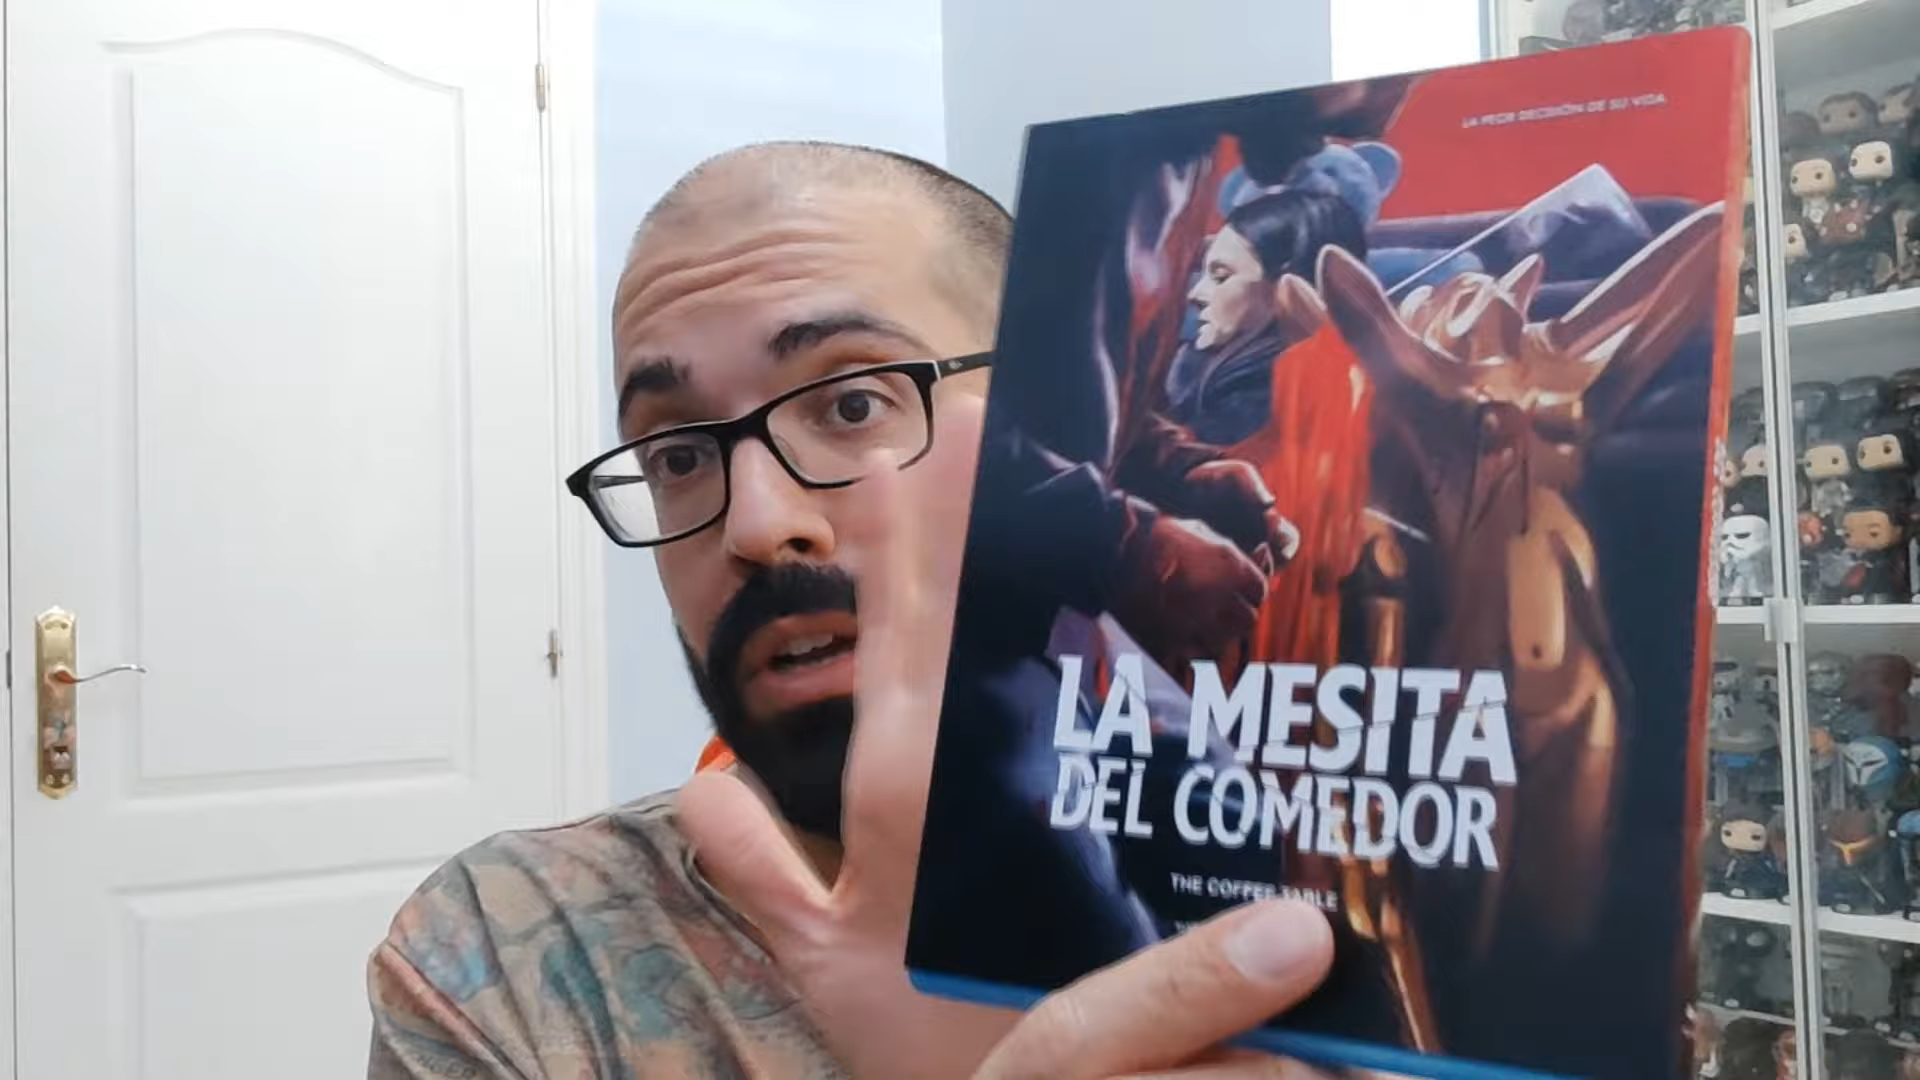 LA PEOR DECISIÓN DE SU VIDA
LA MESITA
DEL COMEDOR
THE COFFEE TABLE